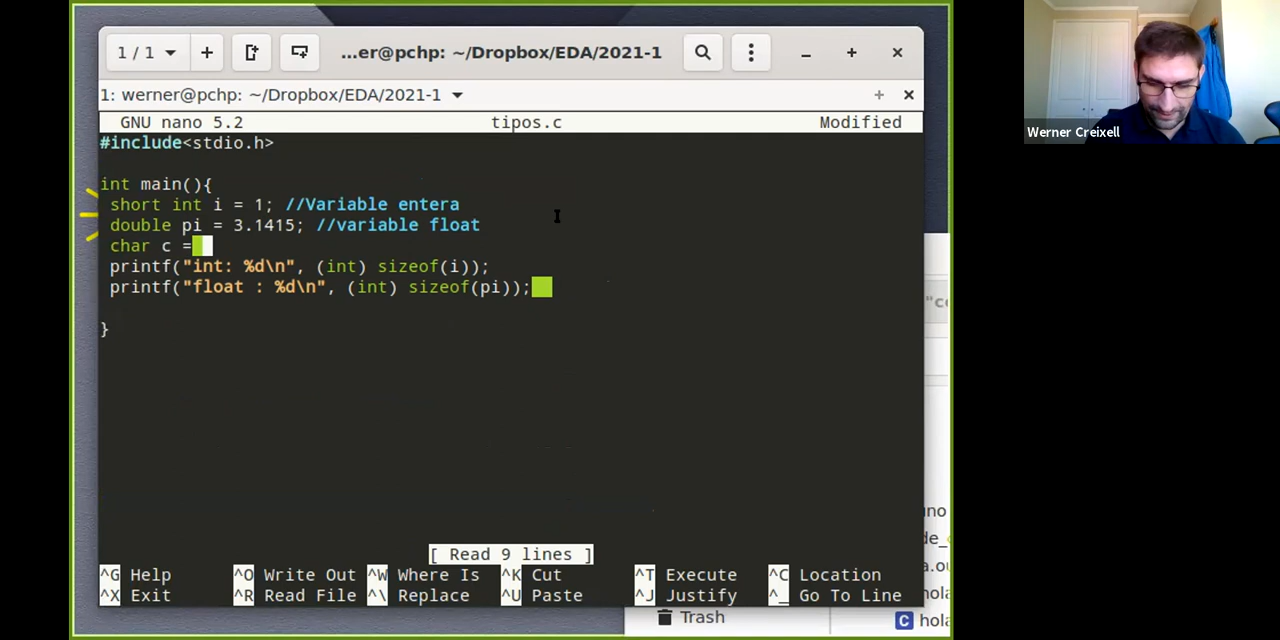 1 / 1
...er@pchp: ~/Dropbox/EDA/2021-1
1: werner@pchp: ~/Dropbox/EDA/2021-1
GNU nano 5.2 tipos.c Modified
#include<stdio.h>
int main(){
short int i = 1; //Variable entera
double pi = 3.1415; //variable float
char c =
printf("int: %d\n", (int) sizeof(i));
printf("float : %d\n", (int) sizeof(pi));
}
[ Read 9 lines ]
^G Help ^O Write Out ^W Where Is ^K Cut ^T Execute ^C Location
^X Exit ^R Read File ^\ Replace ^U Paste ^J Justify ^_ Go To Line
Trash
C
Werner Creixell